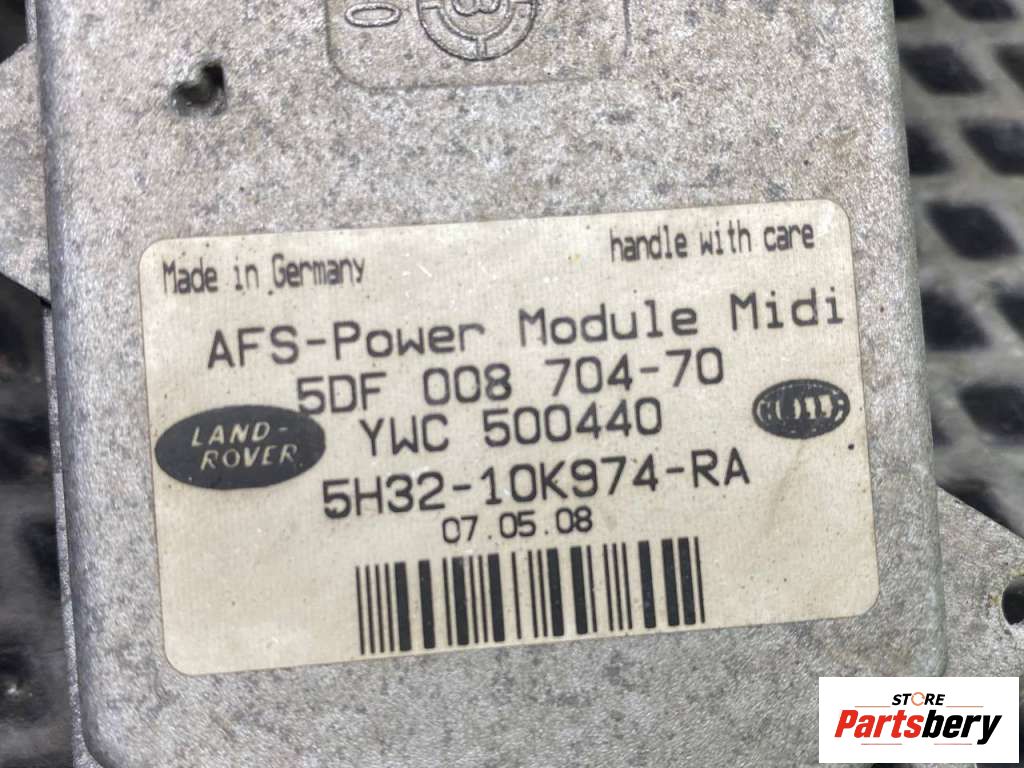 Made in Germany
handle with care
AFS-Power Module Midi
5DF 008 704-70
LAND-
ROVER
YWC 500440
5H32-10K974-RA
07.05.08
STORE
Partsbery